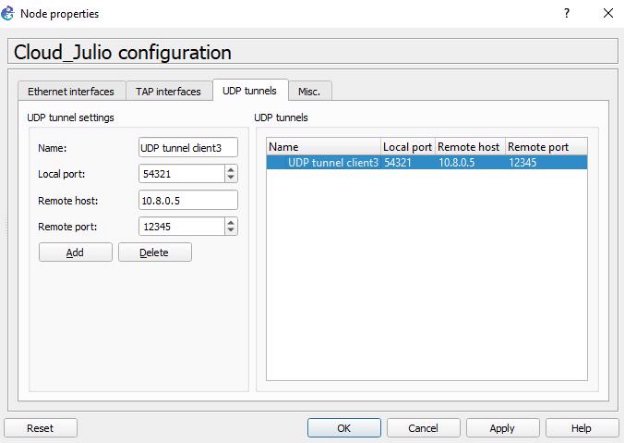 Node properties
?
Cloud_Julio configuration
Ethernet interfaces TAP interfaces UDP tunnels Misc.
UDP tunnel settings
Name: UDP tunnel client3
Local port: 54321
Remote host: 10.8.0.5
Remote port: 12345
Add Delete
UDP tunnels
Name Local port Remote host Remote port
UDP tunnel client3 54321 10.8.0.5 12345
Reset OK Cancel Apply Help